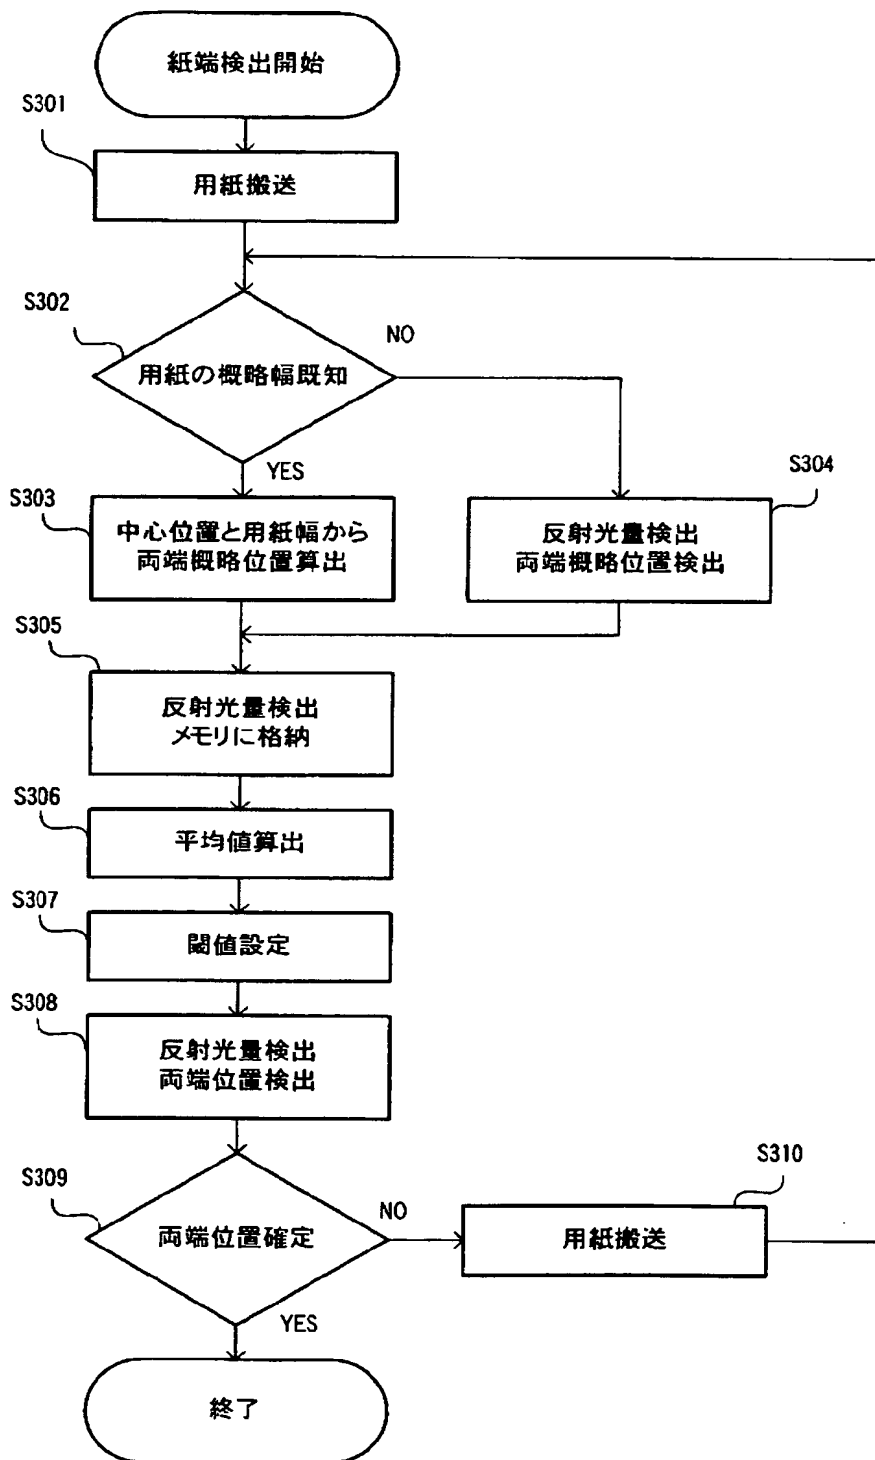 紙端検出開始
S301
用紙搬送
S302
NO
用紙の概略幅既知
YES
S303
中心位置と用紙幅から
両端概略位置算出
S304
反射光量検出
両端概略位置検出
S305
反射光量検出
メモリに格納
S306
平均値算出
S307
閾値設定
S308
反射光量検出
両端位置検出
S309
両端位置確定
NO
S310
用紙搬送
YES
終了